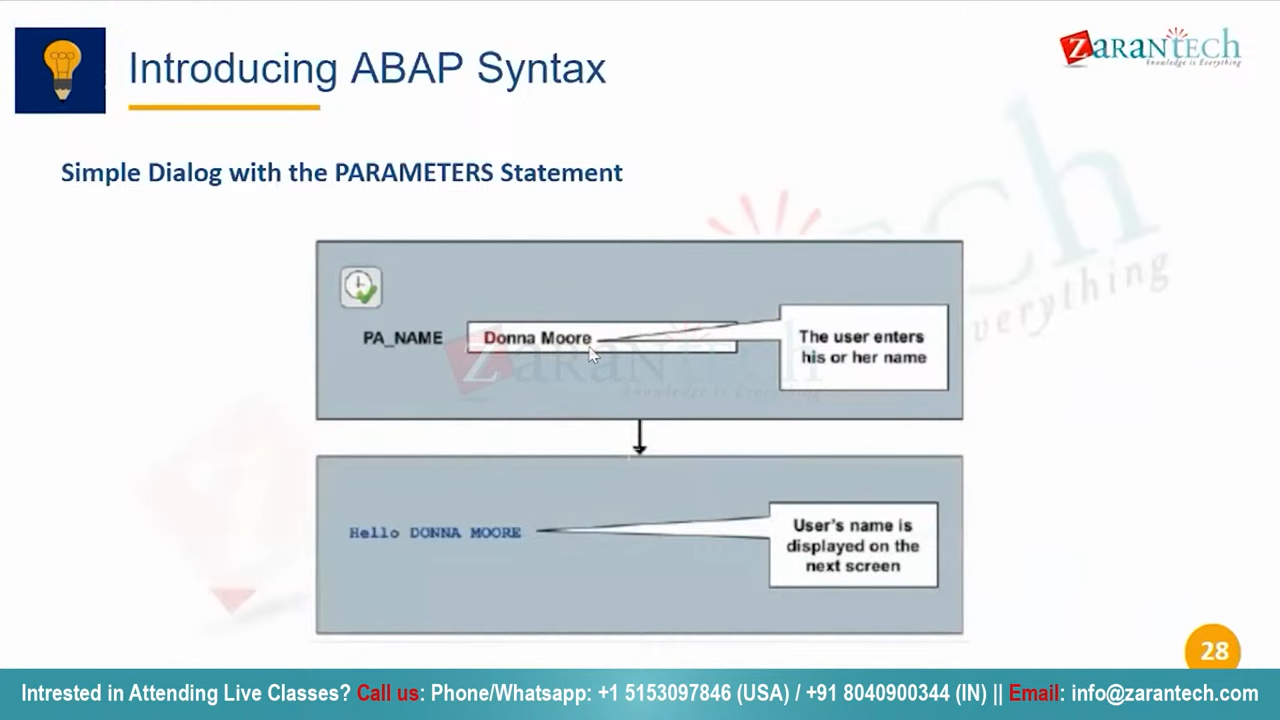 Introducing ABAP Syntax
ZaranTech
Knowledge is Everything
Simple Dialog with the PARAMETERS Statement
PA_NAME
Donna Moore
The user enters
his or her name
Hello DONNA MOORE
User's name is
displayed on the
next screen
28
Intrested in Attending Live Classes? Call us: Phone/Whatsapp: +1 5153097846 (USA) / +91 8040900344 (IN) || Email: info@zarantech.com